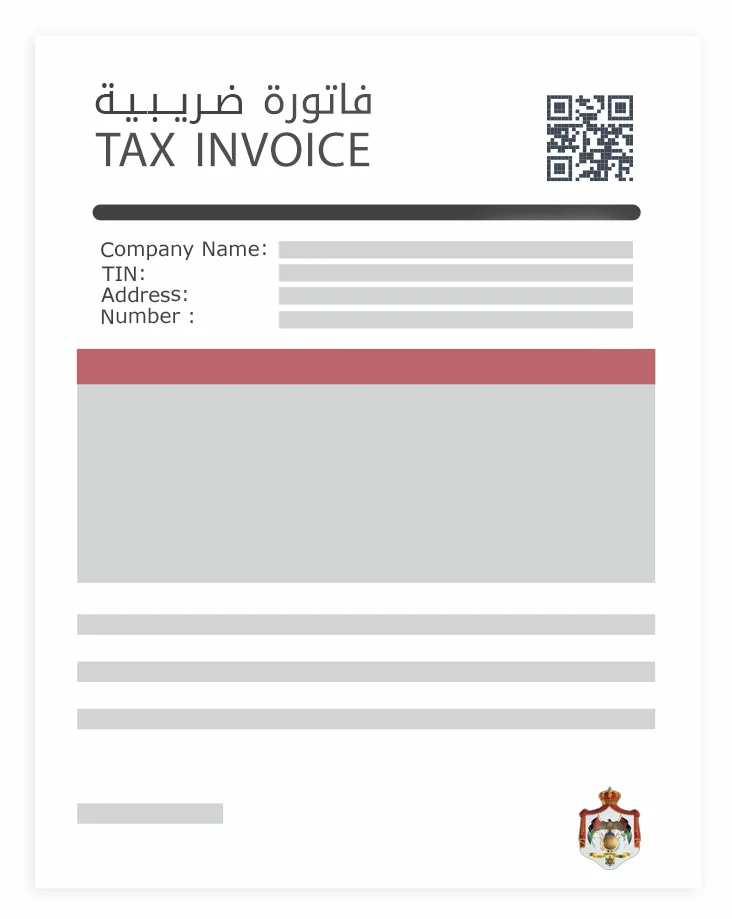 فاتورة ضريبية
TAX INVOICE
Company Name:
TIN:
Address:
Number :